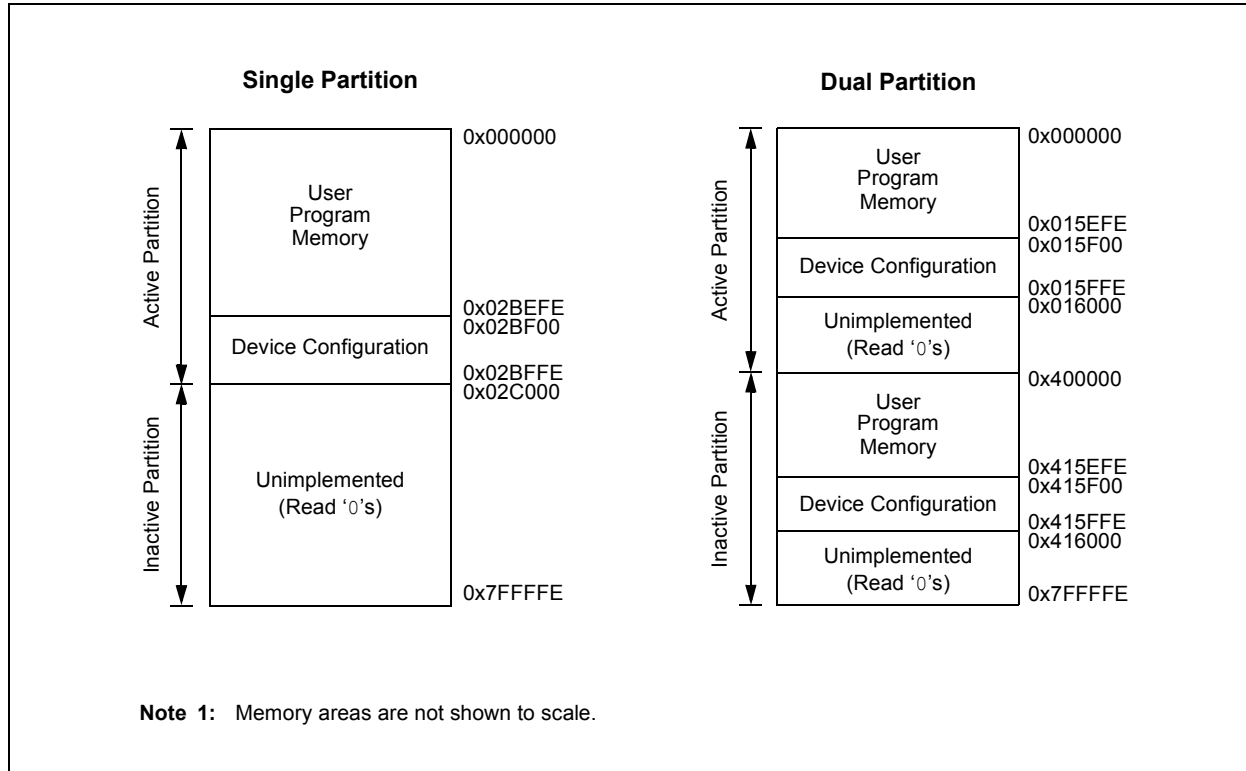 Single Partition
Active Partition
User
Program
Memory
0x000000
0x02BEFE
0x02BF00
Device Configuration
0x02BFFE
0x02C000
Inactive Partition
Unimplemented
(Read ‘0’s)
0x7FFFFE
Dual Partition
Active Partition
0x000000
User
Program
Memory
0x015EFE
0x015F00
Device Configuration
0x015FFE
0x016000
Unimplemented
(Read ‘0’s)
Inactive Partition
0x400000
User
Program
Memory
0x415EFE
0x415F00
Device Configuration
0x415FFE
0x416000
Unimplemented
(Read ‘0’s)
0x7FFFFE
Note 1: Memory areas are not shown to scale.